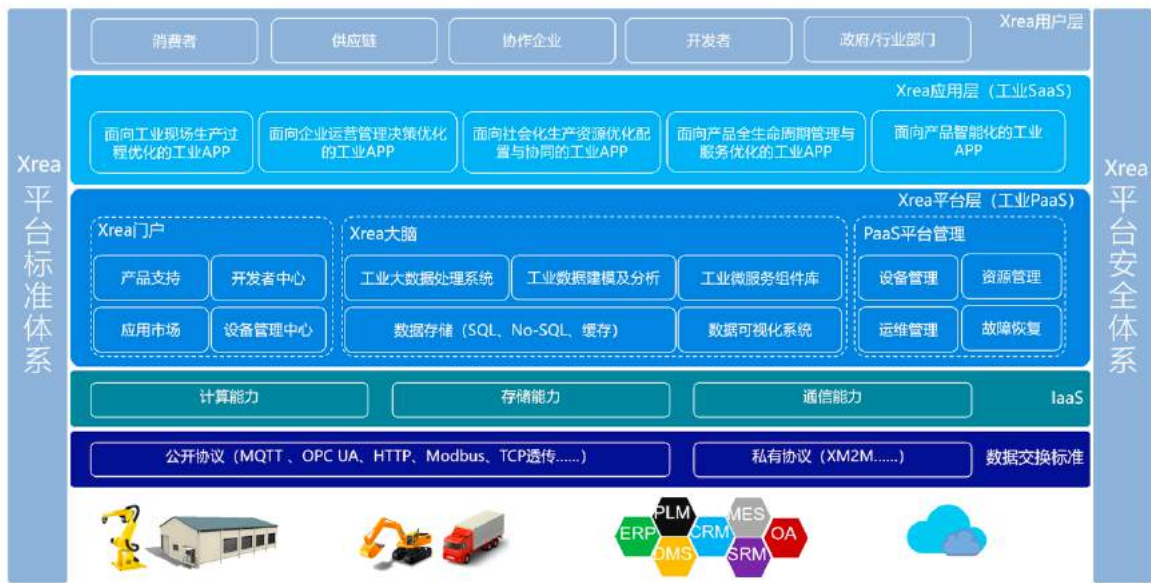 Xrea用户层
消费者
供应链
协作企业
开发者
政府/行业部门
Xrea应用层（工业SaaS）
面向工业现场生产过
程优化的工业APP
面向企业运营管理决策优化
的工业APP
面向社会化生产资源优化配
置与协同的工业APP
面向产品全生命周期管理与
服务优化的工业APP
面向产品智能化的工业
APP
Xrea平台层（工业PaaS）
Xrea门户
产品支持
开发者中心
应用市场
设备管理中心
Xrea大脑
工业大数据处理系统
工业数据建模及分析
工业微服务组件库
数据存储（SQL、No-SQL、缓存）
数据可视化系统
PaaS平台管理
设备管理
资源管理
运维管理
故障恢复
计算能力
存储能力
通信能力
IaaS
公开协议（MQTT 、OPC UA、HTTP、Modbus、TCP透传......）
私有协议（XM2M......）
数据交换标准
ERP
PLM
DMS
CRM
MES
SRM
OA
Xrea
平台标准体系
Xrea
平台安全体系